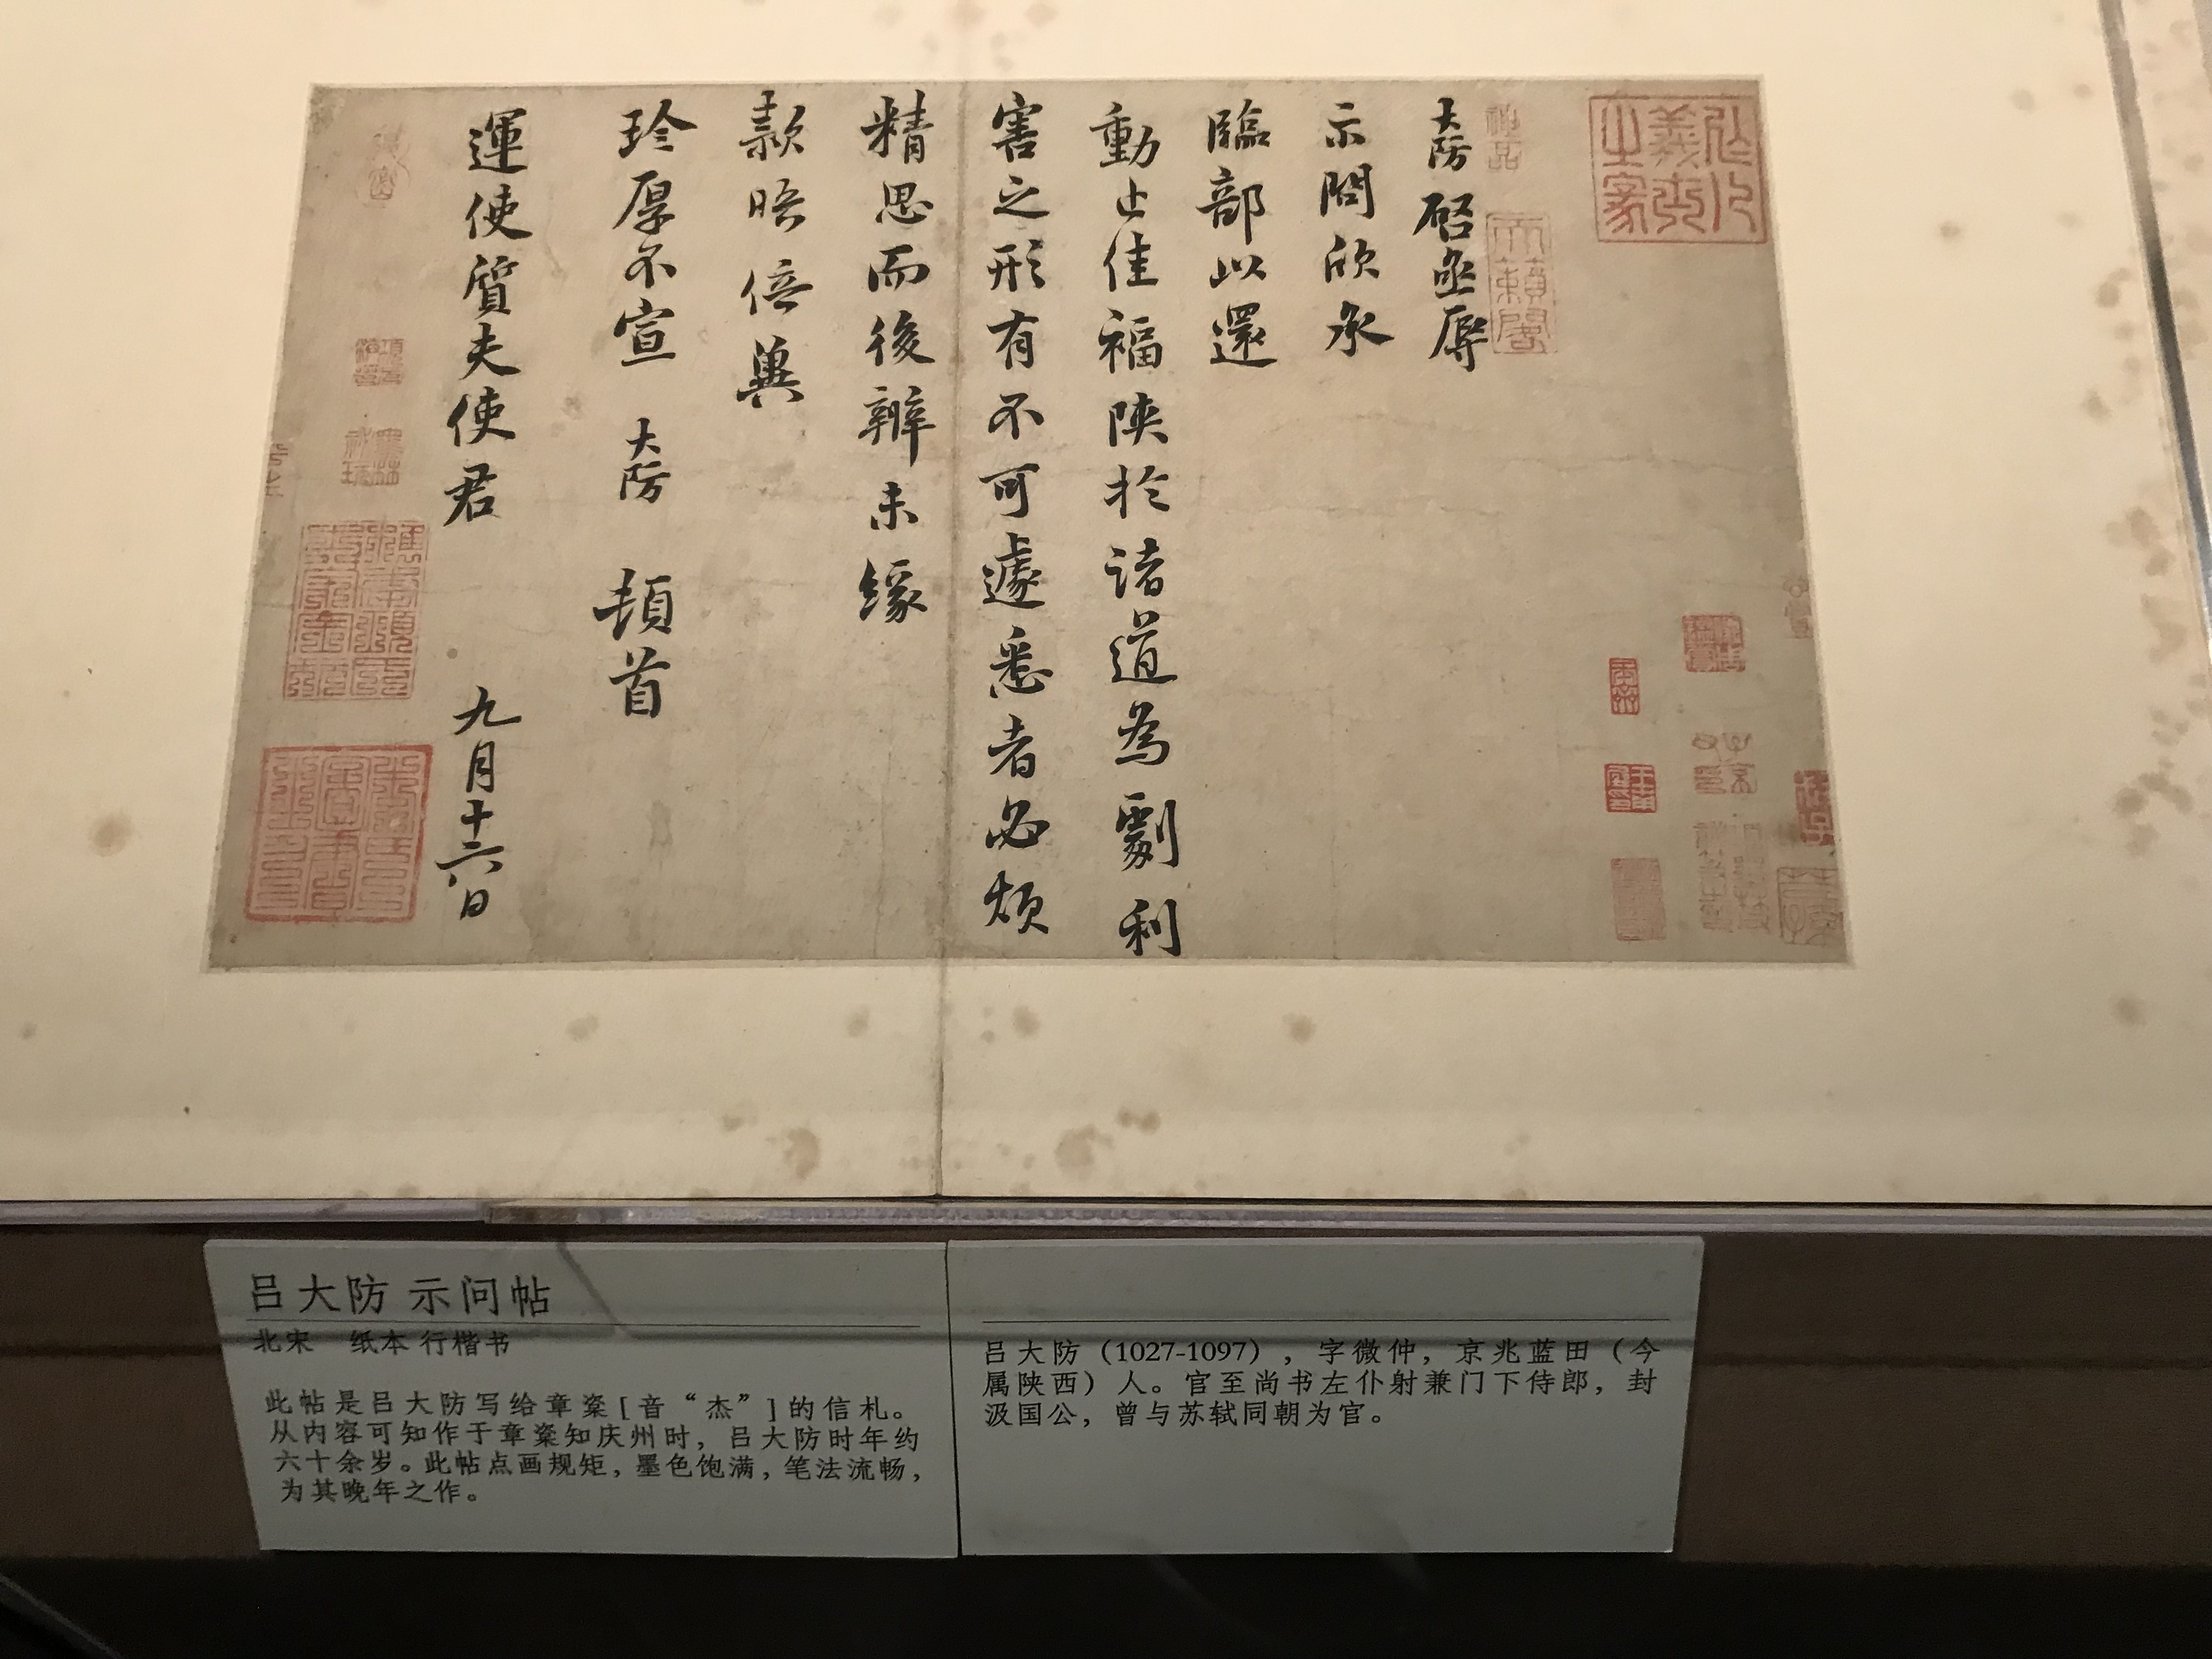 大防啓亟辱
示問欣承
臨部以還
動止佳福陝於諸道為劇利
害之形有不可遽悉者必煩
精思而後辦未緣
款晤倍兾
珍厚不宣 大防 頓首
運使質夫使君 九月十六日
吕大防 示问帖
北宋 纸本 行楷书
此帖是吕大防写给章楶[音“杰”]的信札。
从内容可知作于章楶知庆州时，吕大防时年约
六十余岁。此帖点画规矩，墨色饱满，笔法流畅，
为其晚年之作。
吕大防（1027-1097），字微仲，京兆蓝田（今
属陕西）人。官至尚书左仆射兼门下侍郎，封
汲国公，曾与苏轼同朝为官。